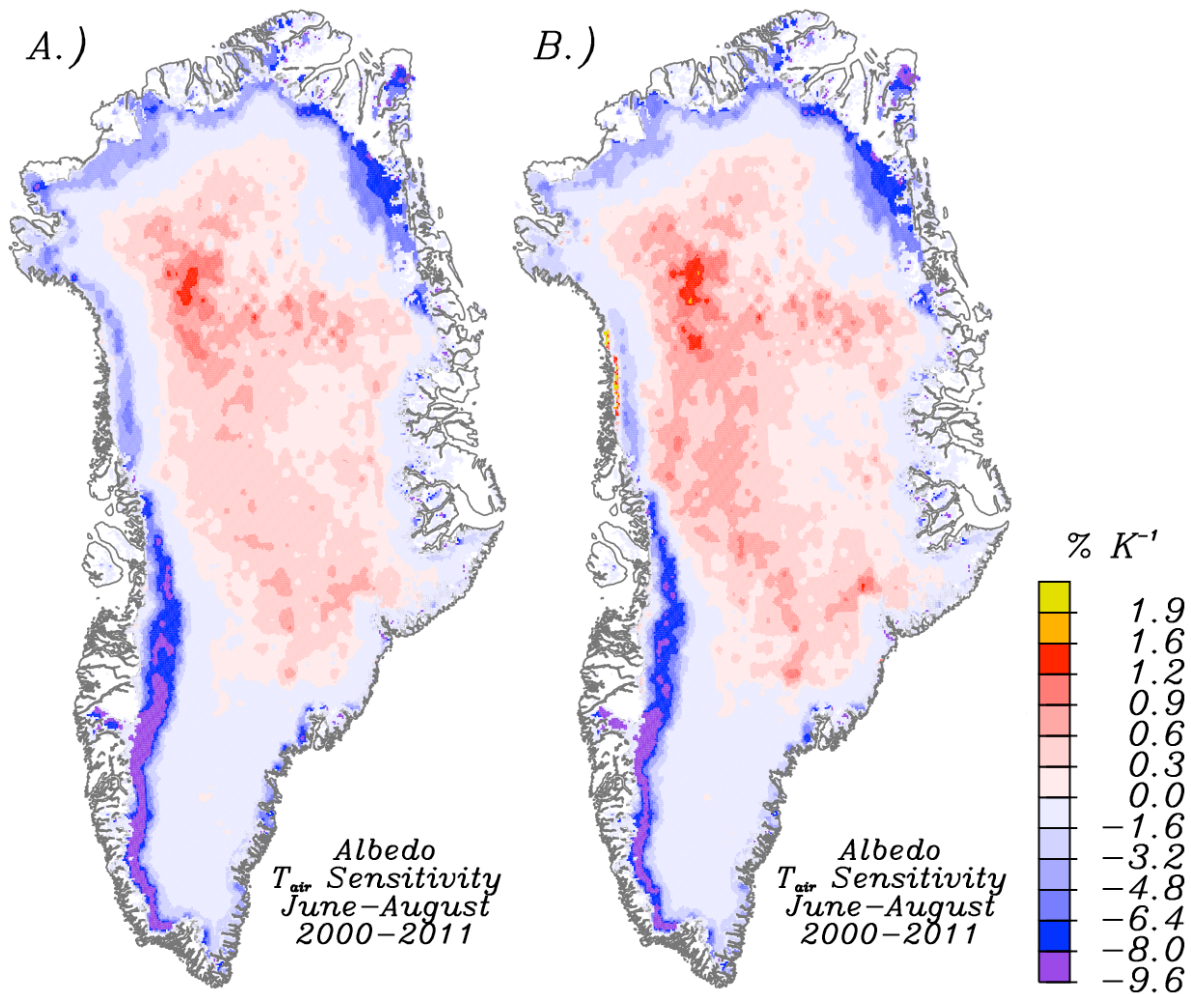 A.)
B.)
% K⁻¹
1.9
1.6
1.2
0.9
0.6
0.3
0.0
−1.6
−3.2
−4.8
−6.4
−8.0
−9.6
Albedo
Tair Sensitivity
June−August
2000−2011
Albedo
Tair Sensitivity
June−August
2000−2011